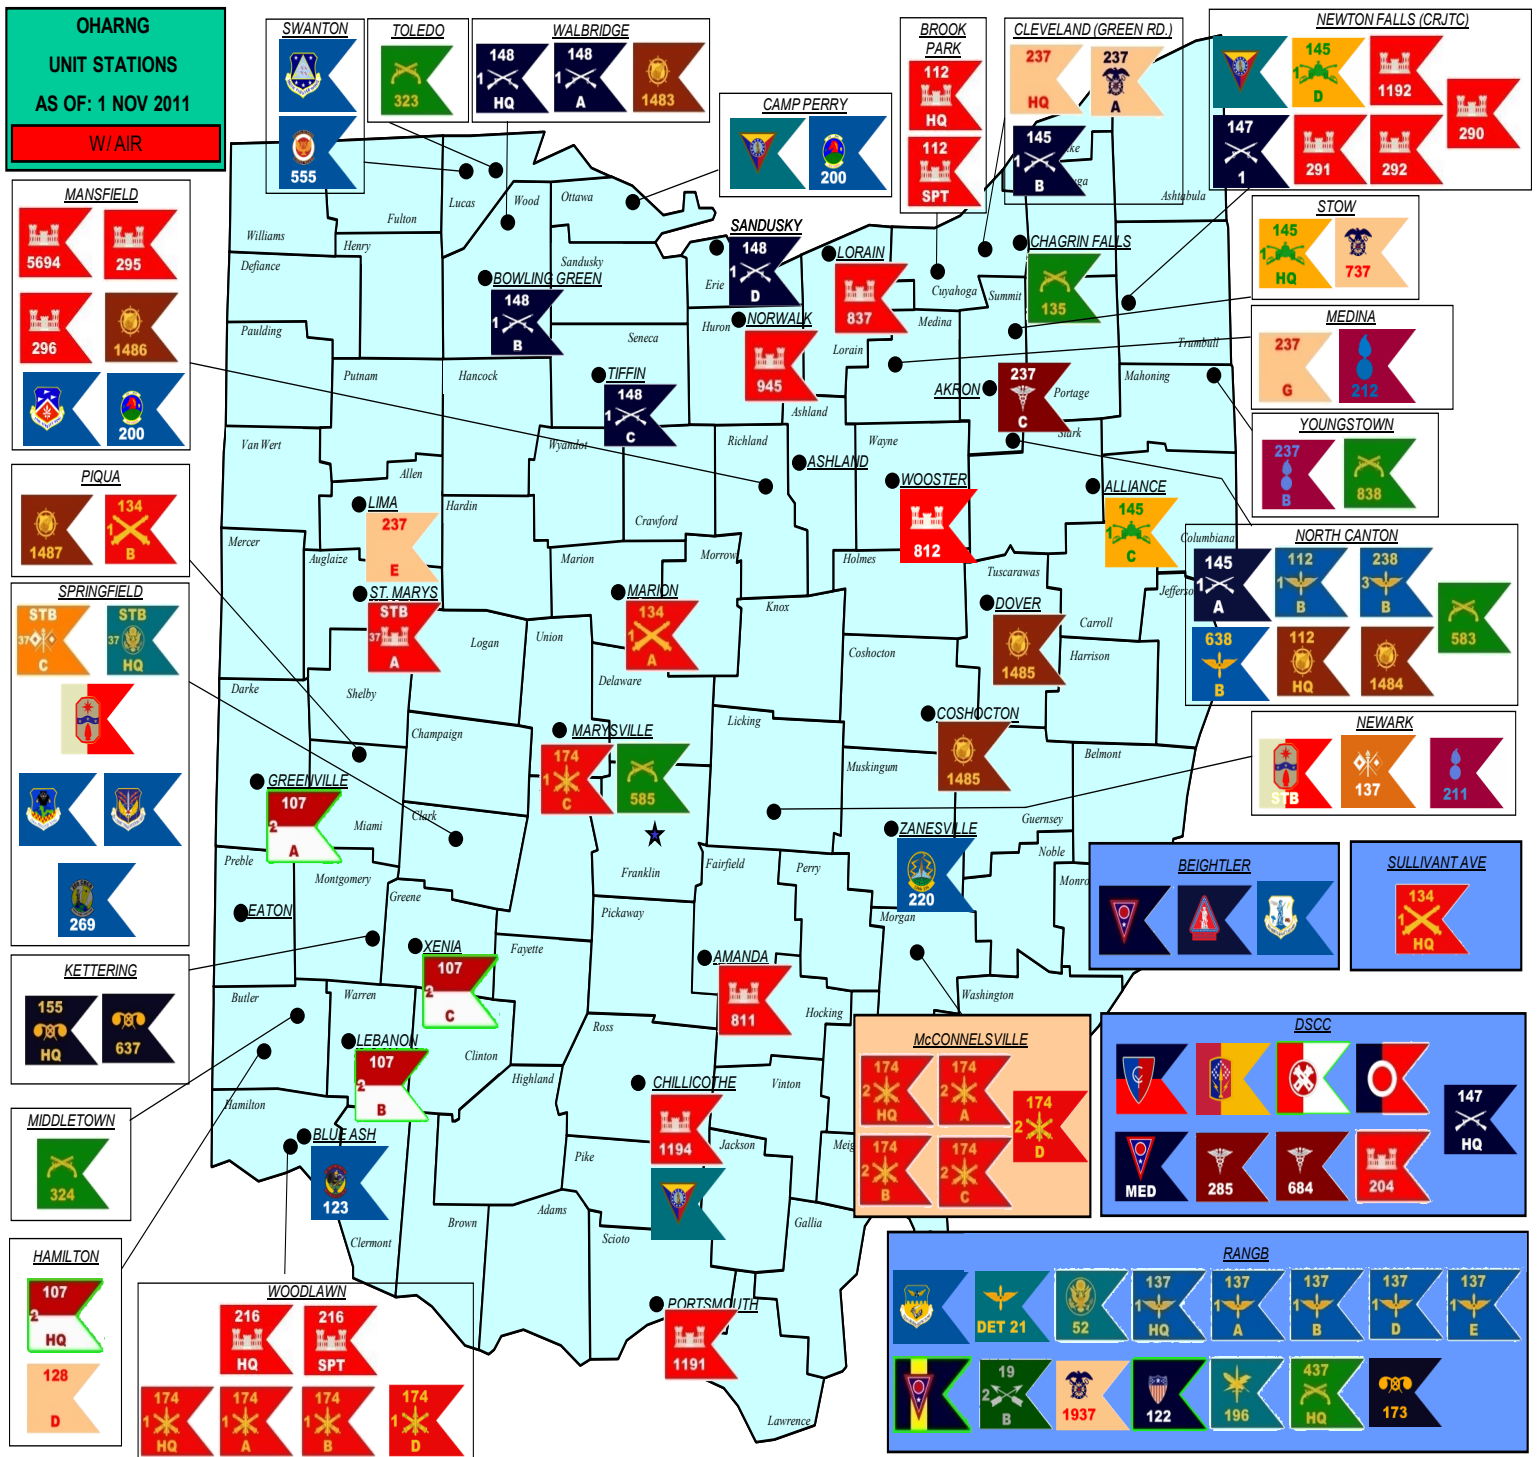 OHARNG
UNIT STATIONS
AS OF: 1 NOV 2011
W/ AIR
SWANTON
555
TOLEDO
323
WALBRIDGE
148
1
HQ
148
1
A
1483
CAMP PERRY
200
BROOK
PARK
112
HQ
112
SPT
CLEVELAND (GREEN RD.)
237
HQ
237
A
145
1
B
NEWTON FALLS (CRJTC)
145
1
D
1192
290
147
1
291
292
MANSFIELD
5694
295
296
1486
200
STOW
145
1
HQ
737
MEDINA
237
G
212
YOUNGSTOWN
237
B
838
NORTH CANTON
145
1
A
112
1
B
238
3
B
583
638
B
112
HQ
1484
NEWARK
STB
137
211
PIQUA
1487
134
1
B
SPRINGFIELD
STB
37
C
STB
37
HQ
269
KETTERING
155
HQ
637
MIDDLETOWN
324
HAMILTON
107
2
HQ
128
D
WOODLAWN
216
HQ
216
SPT
174
1
HQ
174
1
A
174
1
B
174
1
D
BEIGHTLER
SULLIVANT AVE
134
1
HQ
DSCC
147
HQ
MED
285
684
204
McCONNELSVILLE
174
2
HQ
174
2
A
174
2
D
174
2
B
174
2
C
RANGB
DET 21
52
137
1
HQ
137
1
A
137
1
B
137
1
D
137
1
E
19
2
B
1937
122
196
437
HQ
173
SANDUSKY
148
1
D
LORAIN
837
CHAGRIN FALLS
135
BOWLING GREEN
148
1
B
NORWALK
945
TIFFIN
148
1
C
AKRON
237
C
ASHLAND
WOOSTER
812
ALLIANCE
145
1
C
LIMA
237
E
ST. MARYS
STB
37
A
MARION
134
1
A
DOVER
1485
COSHOCTON
1485
MARYSVILLE
174
1
C
585
GREENVILLE
107
2
A
ZANESVILLE
220
EATON
XENIA
107
2
C
AMANDA
811
LEBANON
107
2
B
CHILLICOTHE
1194
BLUE ASH
123
PORTSMOUTH
1191
Williams
Fulton
Lucas
Wood
Ottawa
Defiance
Henry
Sandusky
Erie
Huron
Lorain
Cuyahoga
Medina
Summit
Ashtabula
Trumbull
Mahoning
Portage
Stark
Paulding
Putnam
Hancock
Seneca
Van Wert
Allen
Wyandot
Crawford
Richland
Ashland
Wayne
Columbiana
Mercer
Auglaize
Hardin
Marion
Morrow
Holmes
Tuscarawas
Carroll
Darke
Shelby
Logan
Union
Delaware
Knox
Coshocton
Harrison
Champaign
Licking
Muskingum
Guernsey
Belmont
Miami
Clark
Franklin
Fairfield
Perry
Noble
Preble
Montgomery
Greene
Pickaway
Morgan
Fayette
Butler
Warren
Clinton
Ross
Hocking
Washington
Hamilton
Highland
Vinton
Clermont
Brown
Adams
Pike
Jackson
Meig
Scioto
Gallia
Lawrence